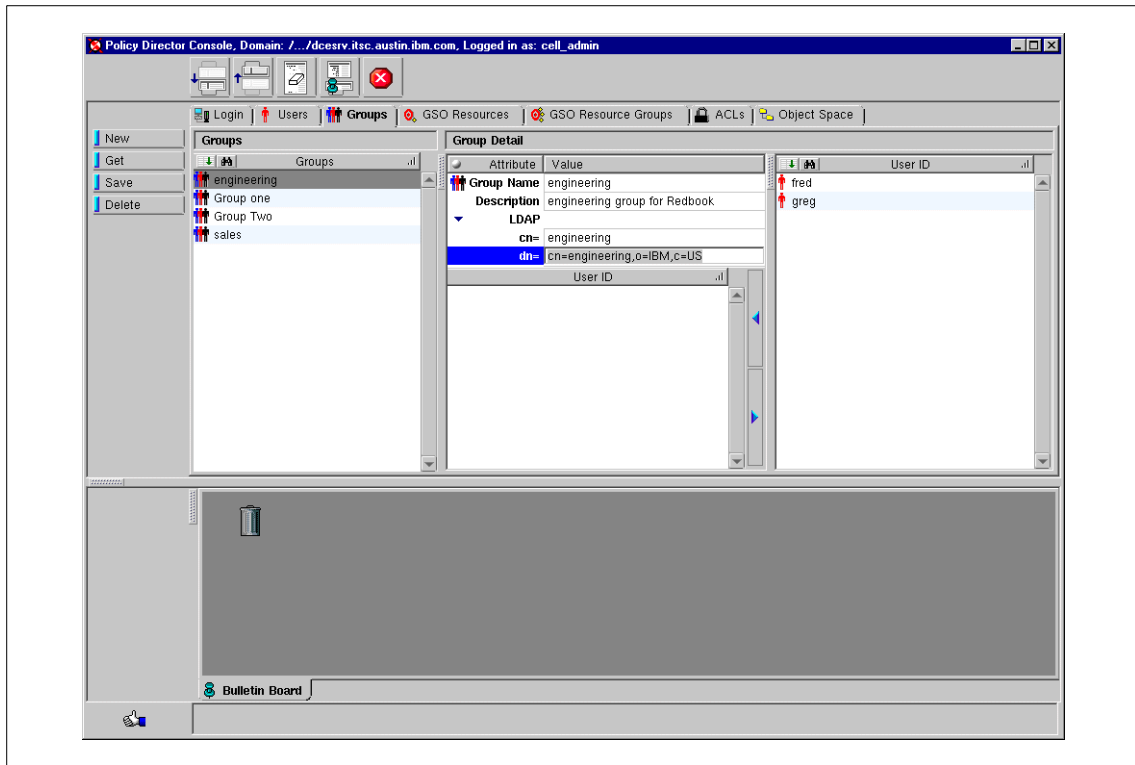 Policy Director Console, Domain: /.../dcesrv.itsc.austin.ibm.com, Logged in as: cell_admin
Login Users Groups GSO Resources GSO Resource Groups ACLs Object Space
New
Get
Save
Delete
Groups
Groups
engineering
Group one
Group Two
sales
Group Detail
Attribute Value
Group Name engineering
Description engineering group for Redbook
LDAP
cn= engineering
dn= cn=engineering,o=IBM,c=US
User ID
User ID
fred
greg
Bulletin Board